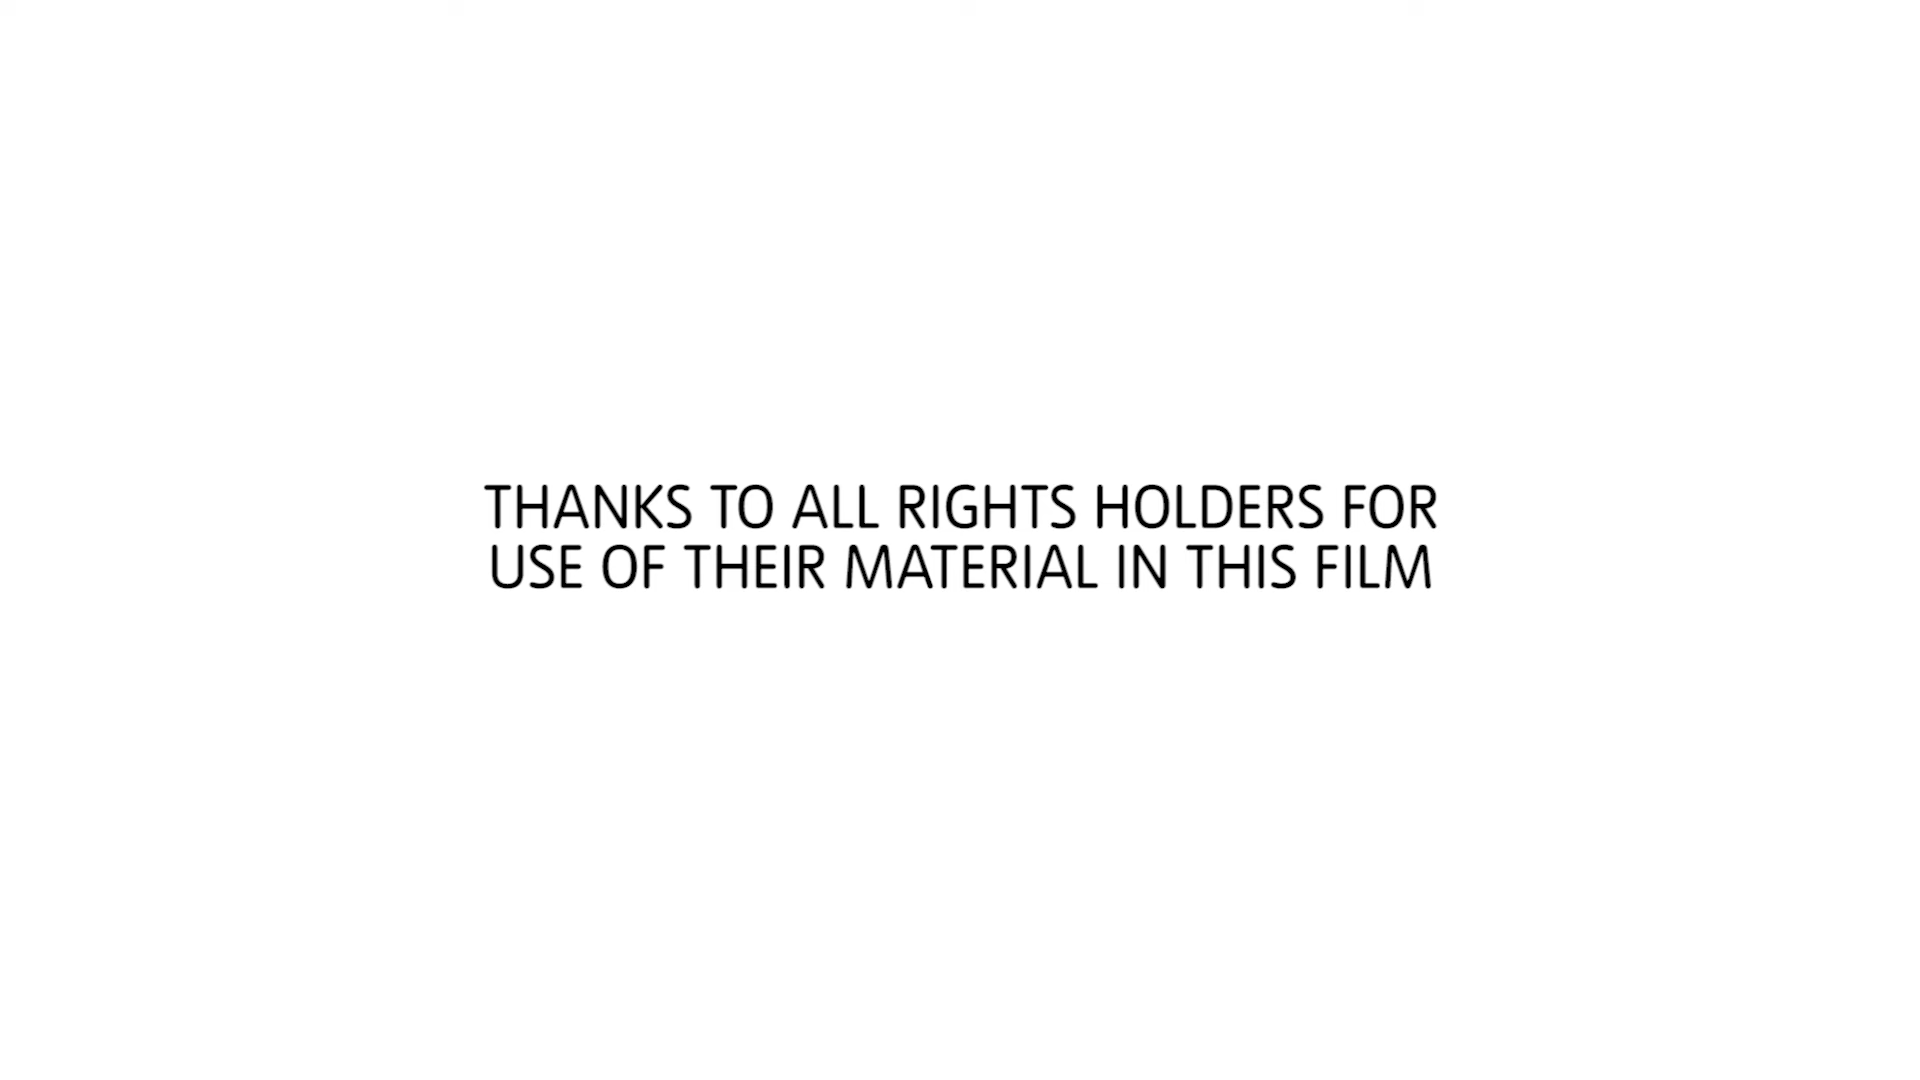 THANKS TO ALL RIGHTS HOLDERS FOR
USE OF THEIR MATERIAL IN THIS FILM